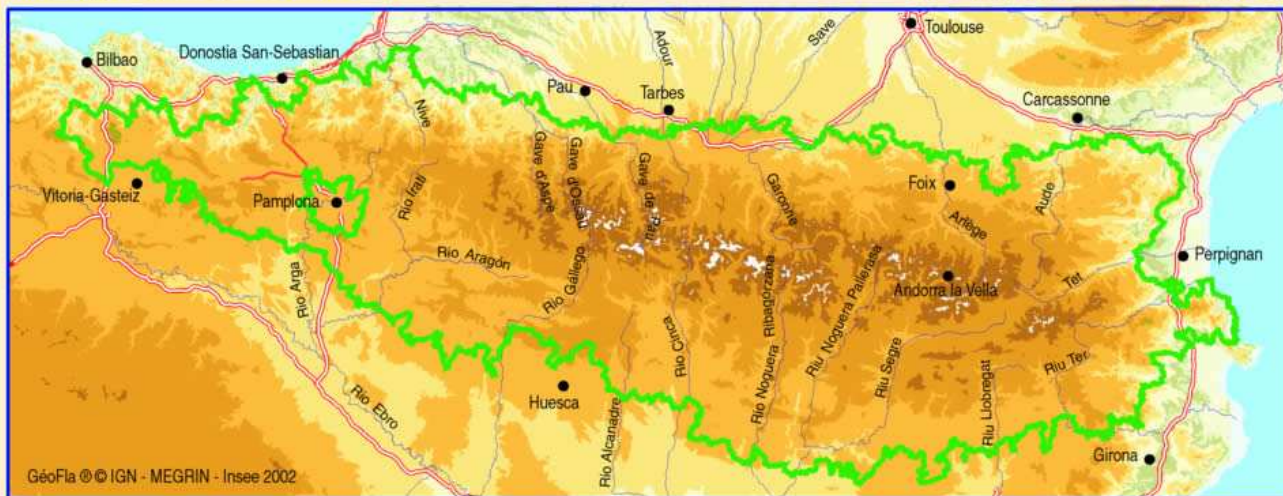 Bilbao
Donostia San-Sebastian
Adour
Save
Toulouse
Pau
Tarbes
Carcassonne
Nive
Vitoria-Gasteiz
Pamplona
Rio Irati
Gave d'Aspe
Gave d'Ossau
Gave de Pau
Garonne
Foix
Ariège
Aude
Perpignan
Rio Aragón
Rio Arga
Rio Gallego
Rio Cinca
Rio Noguera Ribagorzana
Riu Noguera Pallerasa
Andorra la Vella
Tet
Riu Segre
Riu Llobregat
Riu Ter
Rio Ebro
Huesca
Rio Alcanadre
Girona
GéoFla ® © IGN - MEGRIN - Insee 2002